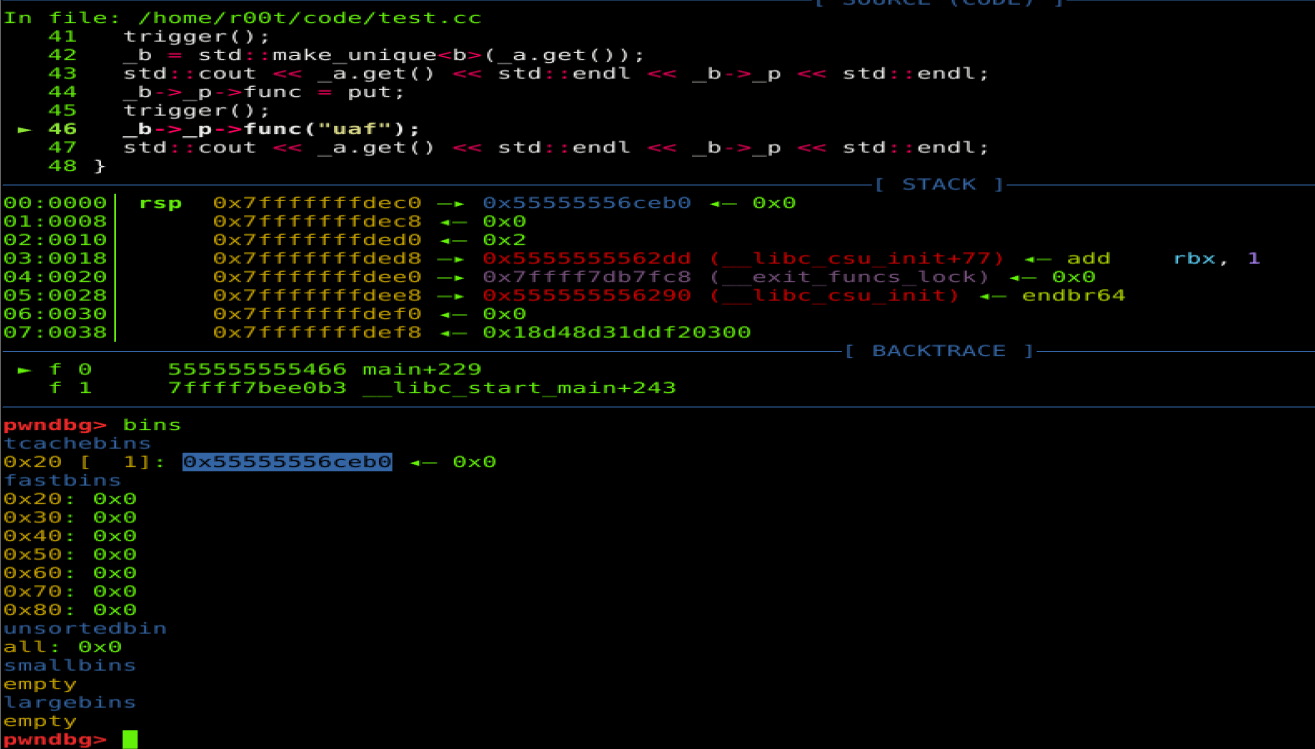 [ SOURCE (CODE) ]
In file: /home/r00t/code/test.cc
   41   trigger();
   42   _b = std::make_unique<b>(_a.get());
   43   std::cout << _a.get() << std::endl << _b->_p << std::endl;
   44   _b->_p->func = put;
   45   trigger();
 ► 46   _b->_p->func("uaf");
   47   std::cout << _a.get() << std::endl << _b->_p << std::endl;
   48 }
[ STACK ]
00:0000│ rsp 0x7fffffffdec0 —▸ 0x55555556ceb0 ◂— 0x0
01:0008│ 0x7fffffffdec8 ◂— 0x0
02:0010│ 0x7fffffffded0 ◂— 0x2
03:0018│ 0x7fffffffded8 —▸ 0x5555555562dd (__libc_csu_init+77) ◂— add rbx, 1
04:0020│ 0x7fffffffdee0 —▸ 0x7ffff7db7fc8 (__exit_funcs_lock) ◂— 0x0
05:0028│ 0x7fffffffdee8 —▸ 0x555555556290 (__libc_csu_init) ◂— endbr64
06:0030│ 0x7fffffffdef0 ◂— 0x0
07:0038│ 0x7fffffffdef8 ◂— 0x18d48d31ddf20300
[ BACKTRACE ]
 ► f 0 555555555466 main+229
   f 1 7ffff7bee0b3 __libc_start_main+243
pwndbg> bins
tcachebins
0x20 [  1]: 0x55555556ceb0 ◂— 0x0
fastbins
0x20: 0x0
0x30: 0x0
0x40: 0x0
0x50: 0x0
0x60: 0x0
0x70: 0x0
0x80: 0x0
unsortedbin
all: 0x0
smallbins
empty
largebins
empty
pwndbg>